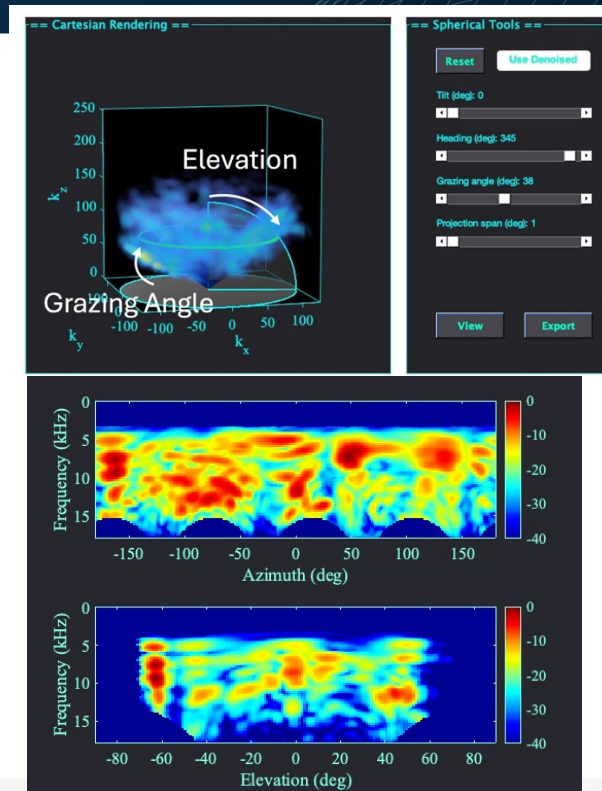 == Cartesian Rendering ==
250
200
150
100
50
0
k_z
Elevation
Grazing Angle
100
-100
-100
-50
0
50
100
k_y
k_x
== Spherical Tools ==
Reset
Use Denoised
Tilt (deg): 0
Heading (deg): 345
Grazing angle (deg): 38
Projection span (deg): 1
View
Export
Frequency (kHz)
0
5
10
15
-150
-100
-50
0
50
100
150
Azimuth (deg)
0
-10
-20
-30
-40
Frequency (kHz)
0
5
10
15
-80
-60
-40
-20
0
20
40
60
80
Elevation (deg)
0
-10
-20
-30
-40